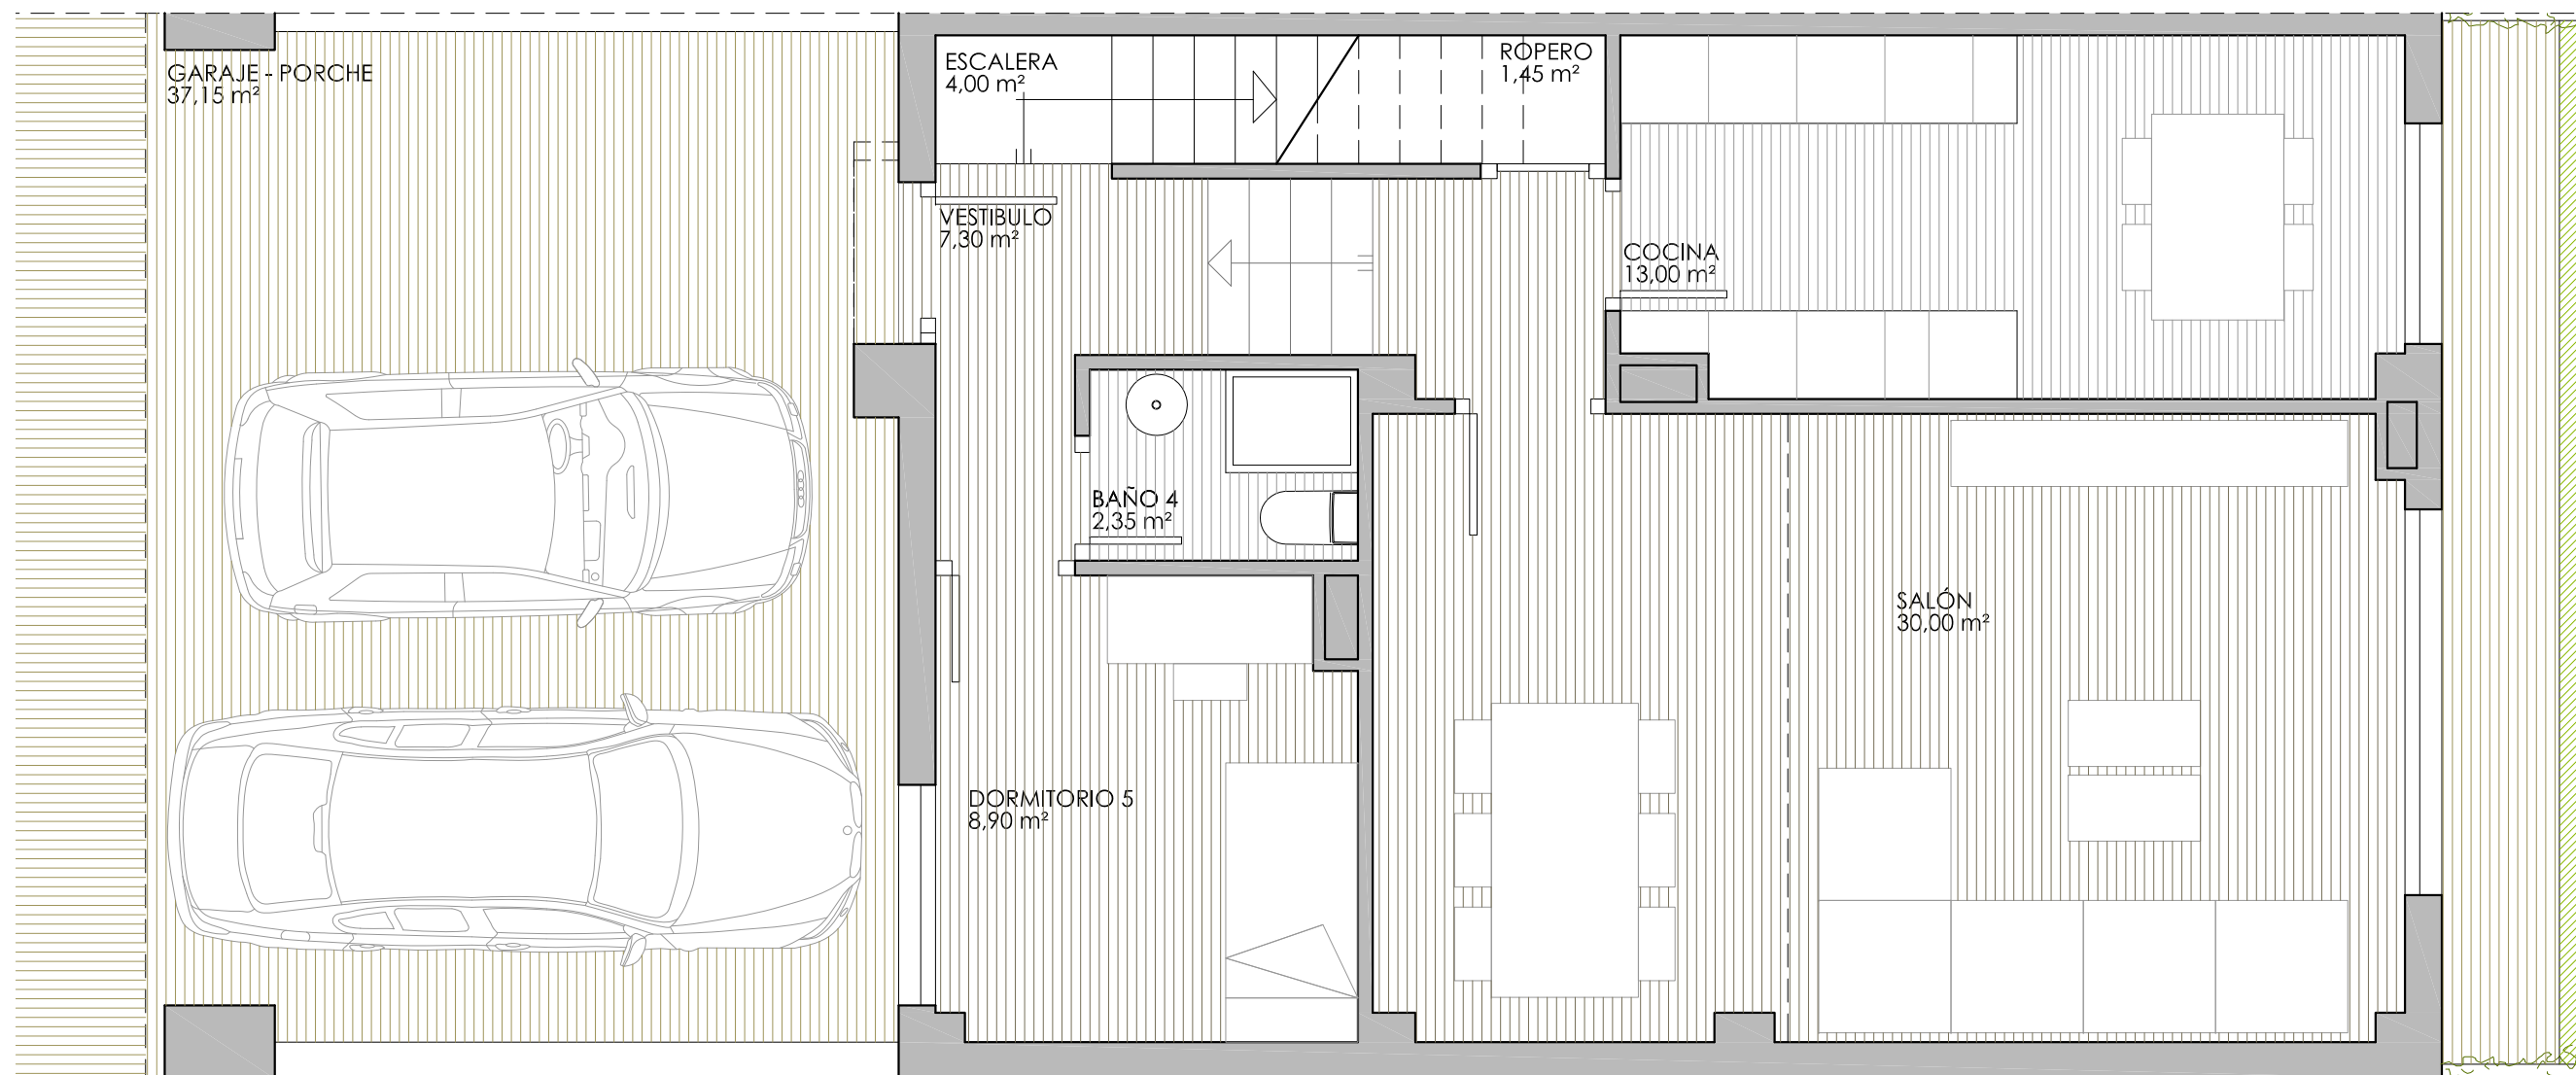 GARAJE - PORCHE
37,15 m²
ESCALERA
4,00 m²
ROPERO
1,45 m²
VESTIBULO
7,30 m²
COCINA
13,00 m²
BAÑO 4
2,35 m²
SALÓN
30,00 m²
DORMITORIO 5
8,90 m²